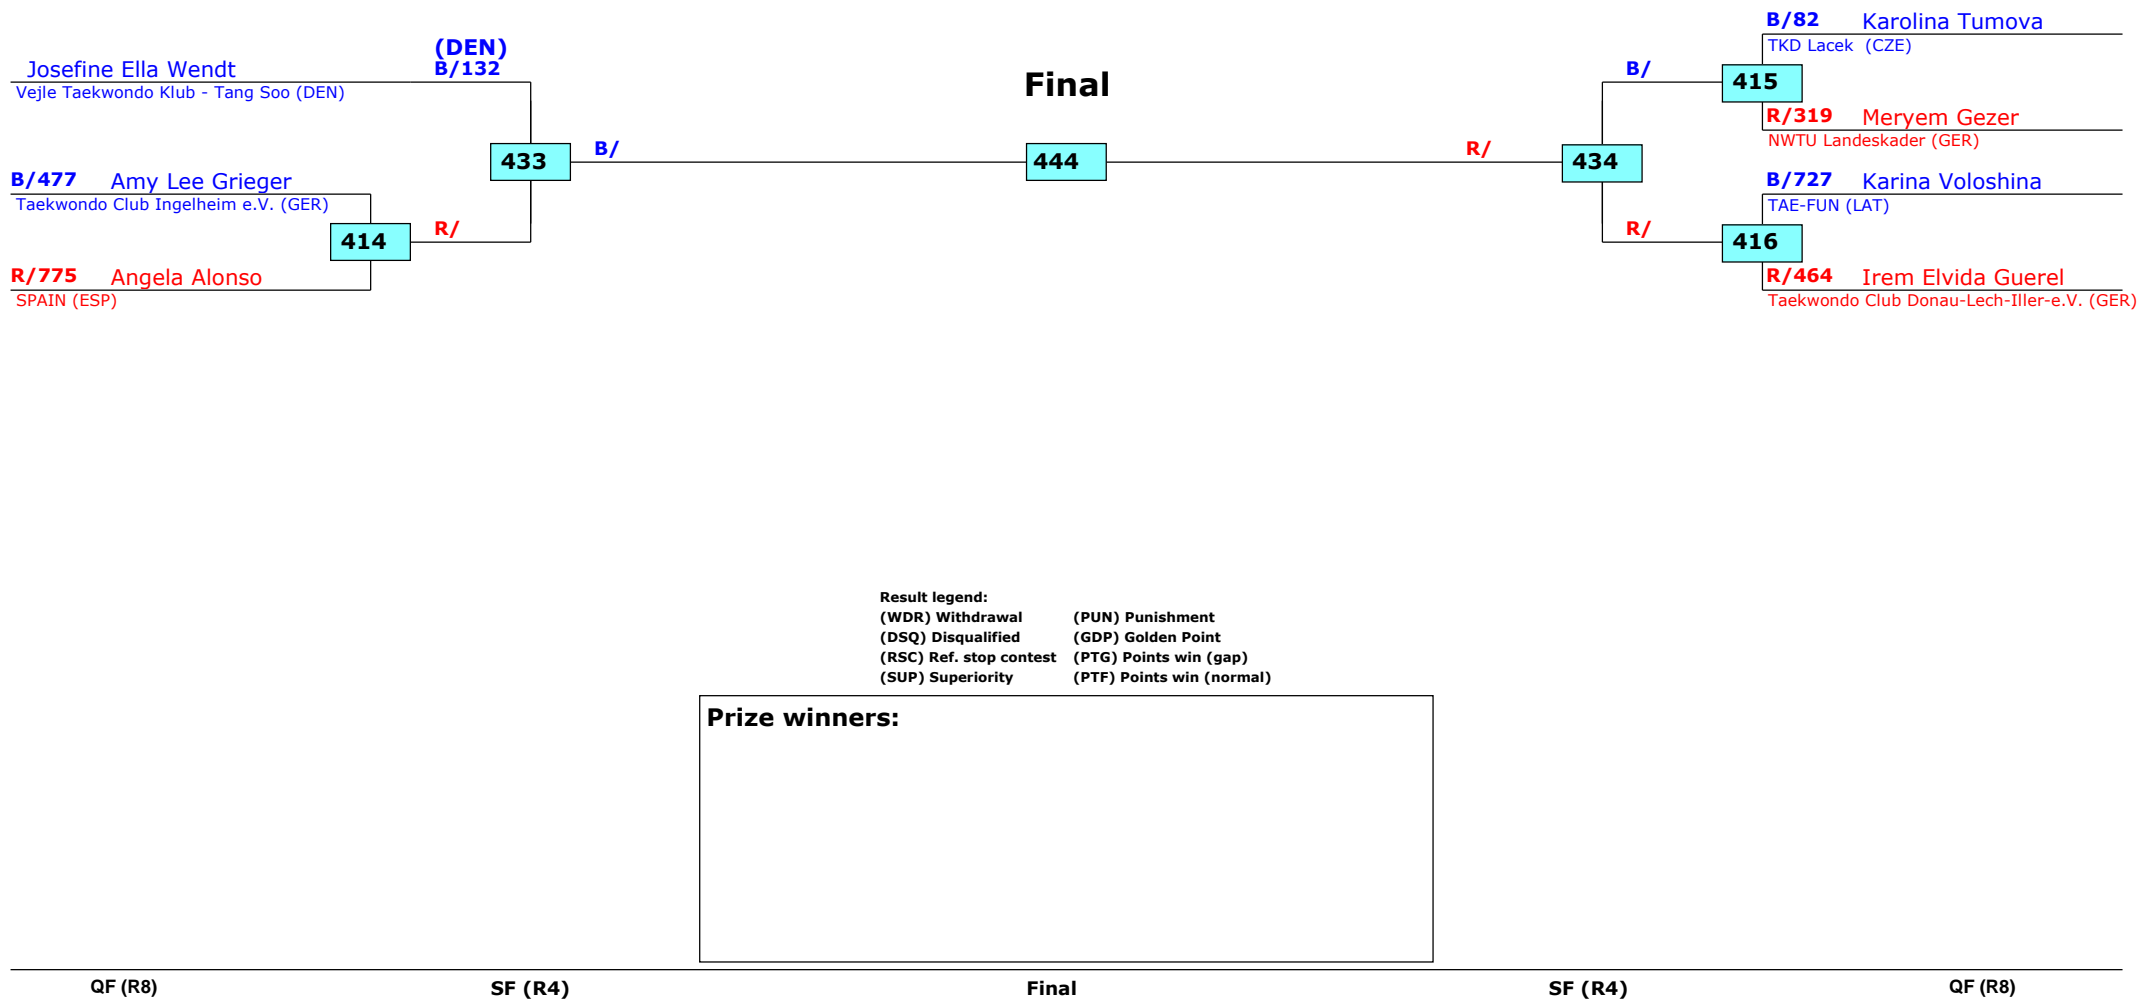 (DEN)
Josefine Ella Wendt B/132
Vejle Taekwondo Klub - Tang Soo (DEN)
433
B/
B/477 Amy Lee Grieger
Taekwondo Club Ingelheim e.V. (GER)
414
R/
R/775 Angela Alonso
SPAIN (ESP)
Final
444
B/82 Karolina Tumova
TKD Lacek (CZE)
B/
415
R/319 Meryem Gezer
NWTU Landeskader (GER)
R/
434
B/727 Karina Voloshina
TAE-FUN (LAT)
R/
416
R/464 Irem Elvida Guerel
Taekwondo Club Donau-Lech-Iller-e.V. (GER)
Result legend:
(WDR) Withdrawal (PUN) Punishment
(DSQ) Disqualified (GDP) Golden Point
(RSC) Ref. stop contest (PTG) Points win (gap)
(SUP) Superiority (PTF) Points win (normal)
Prize winners:
QF (R8) SF (R4) Final SF (R4) QF (R8)